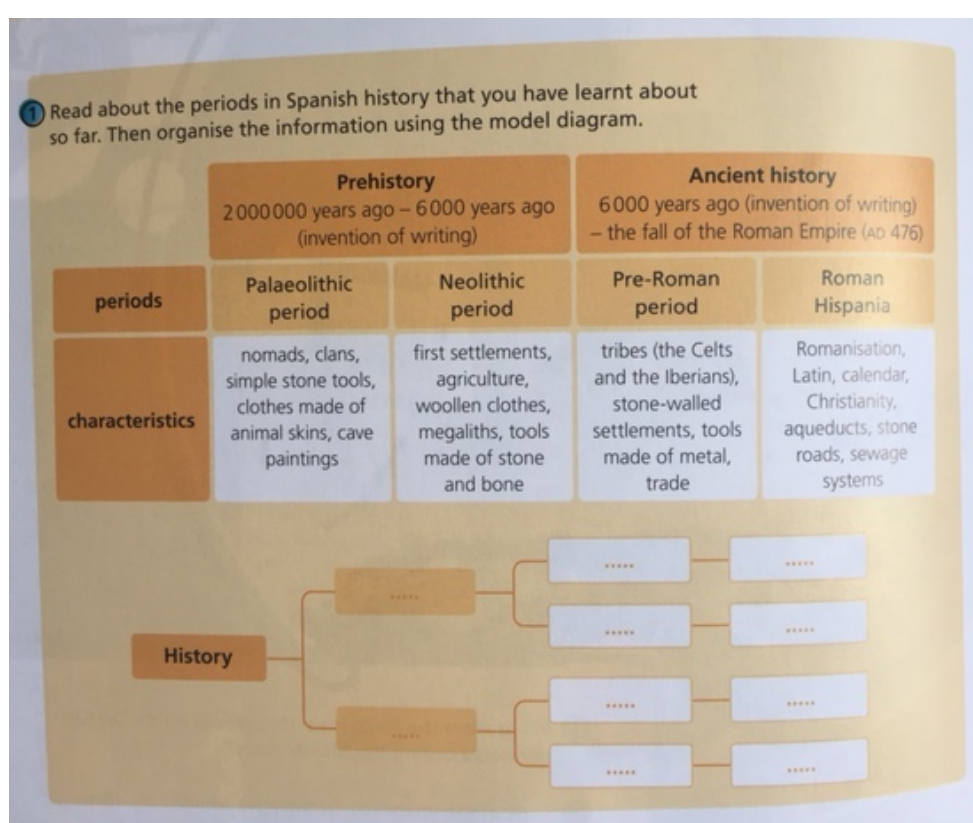 1 Read about the periods in Spanish history that you have learnt about
so far. Then organise the information using the model diagram.
Prehistory
2 000 000 years ago – 6 000 years ago
(invention of writing)
Ancient history
6 000 years ago (invention of writing)
– the fall of the Roman Empire (AD 476)
periods
Palaeolithic
period
Neolithic
period
Pre-Roman
period
Roman
Hispania
characteristics
nomads, clans,
simple stone tools,
clothes made of
animal skins, cave
paintings
first settlements,
agriculture,
woollen clothes,
megaliths, tools
made of stone
and bone
tribes (the Celts
and the Iberians),
stone-walled
settlements, tools
made of metal,
trade
Romanisation,
Latin, calendar,
Christianity,
aqueducts, stone
roads, sewage
systems
History
.....
.....
.....
.....
.....
.....
.....
.....
.....
.....